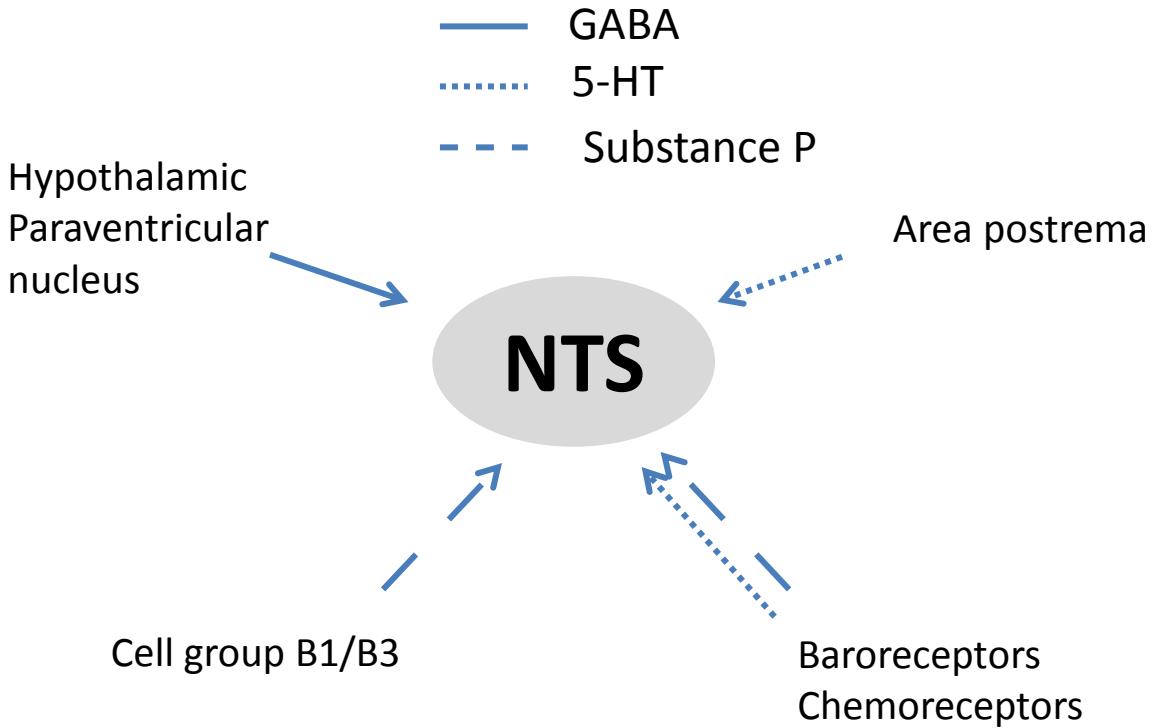 GABA
5-HT
Substance P
Hypothalamic
Paraventricular
nucleus
Area postrema
NTS
Cell group B1/B3
Baroreceptors
Chemoreceptors